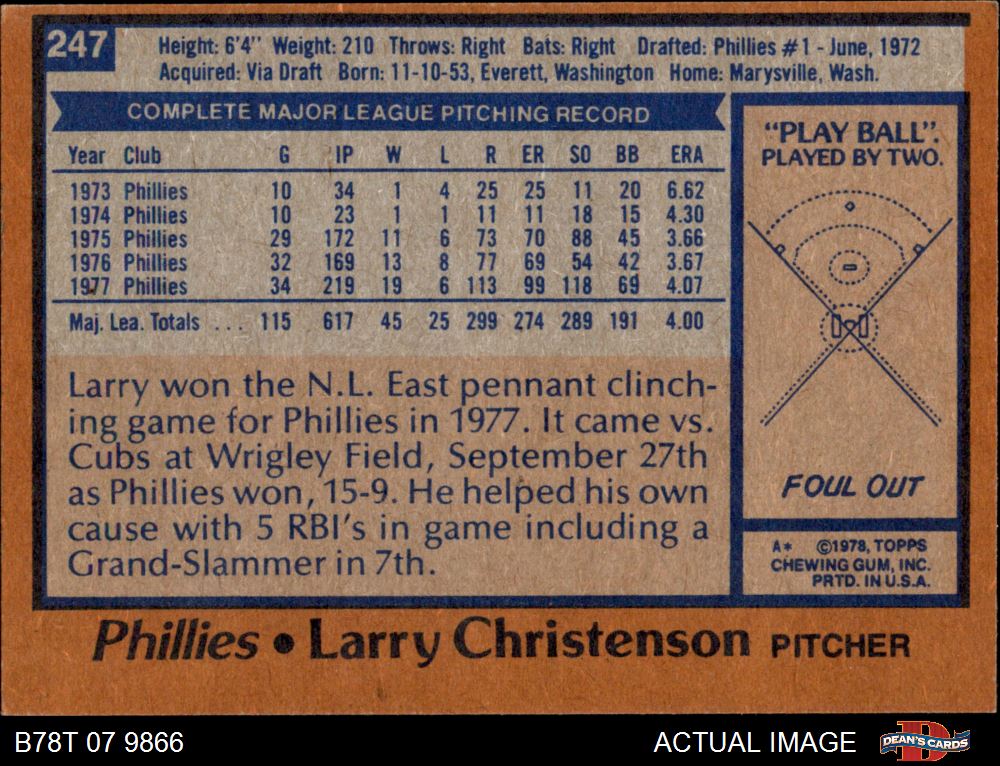 247
Height: 6'4'' Weight: 210 Throws: Right Bats: Right Drafted: Phillies #1 - June, 1972
Acquired: Via Draft Born: 11-10-53, Everett, Washington Home: Marysville, Wash.
COMPLETE MAJOR LEAGUE PITCHING RECORD
Year Club G IP W L R ER SO BB ERA
1973 Phillies 10 34 1 4 25 25 11 20 6.62
1974 Phillies 10 23 1 1 11 11 18 15 4.30
1975 Phillies 29 172 11 6 73 70 88 45 3.66
1976 Phillies 32 169 13 8 77 69 54 42 3.67
1977 Phillies 34 219 19 6 113 99 118 69 4.07
Maj. Lea. Totals ... 115 617 45 25 299 274 289 191 4.00
Larry won the N.L. East pennant clinch-
ing game for Phillies in 1977. It came vs.
Cubs at Wrigley Field, September 27th
as Phillies won, 15-9. He helped his own
cause with 5 RBI's in game including a
Grand-Slammer in 7th.
"PLAY BALL".
PLAYED BY TWO.
FOUL OUT
A* ©1978, TOPPS
CHEWING GUM, INC.
PRTD. IN U.S.A.
Phillies • Larry Christenson PITCHER
B78T 07 9866
ACTUAL IMAGE
D
DEAN'S CARDS